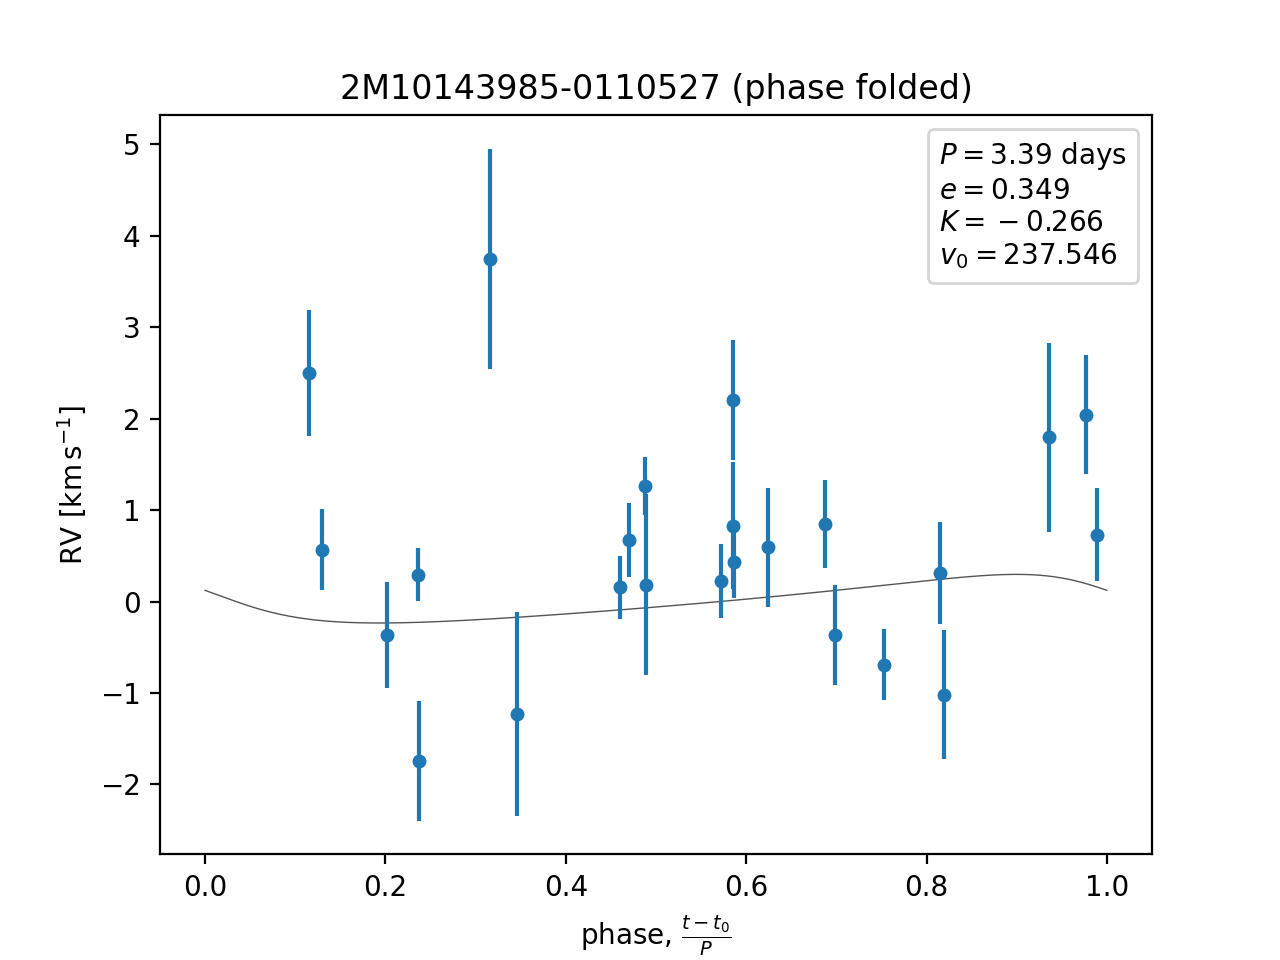 2M10143985-0110527 (phase folded)
P = 3.39 days
e = 0.349
K = −0.266
v₀ = 237.546
RV [km s⁻¹]
5
4
3
2
1
0
−1
−2
0.0 0.2 0.4 0.6 0.8 1.0
phase, (t − t₀)/P